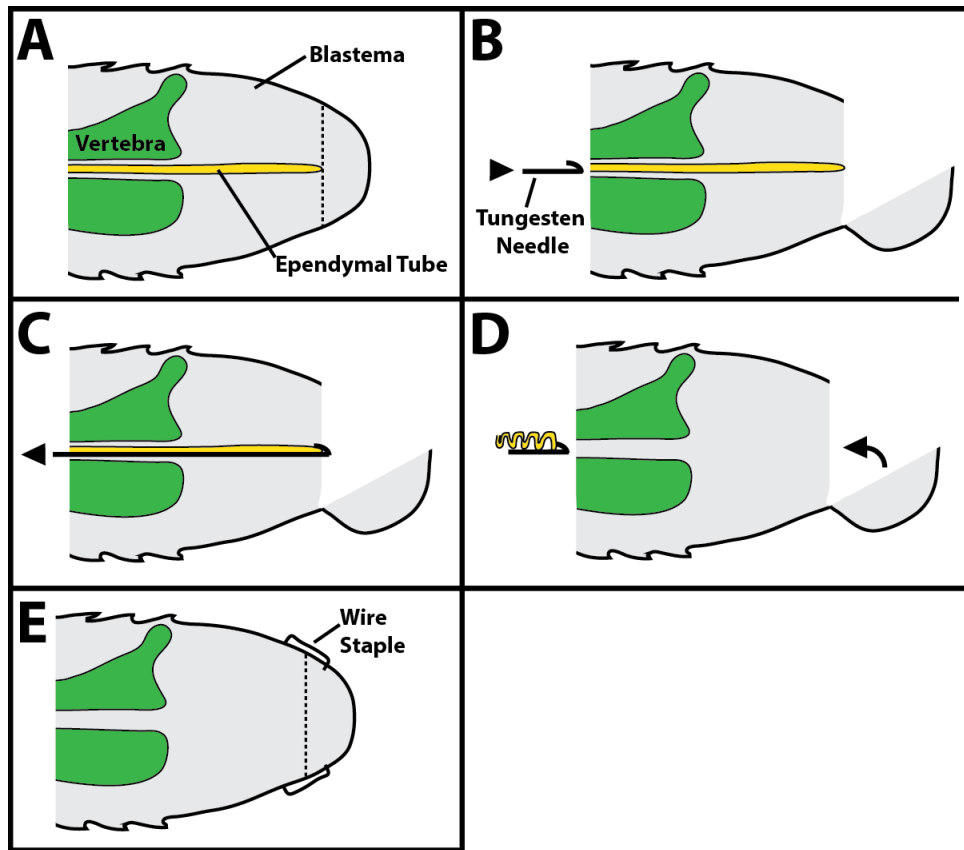 A
Blastema
Vertebra
Ependymal Tube
B
Tungesten
Needle
C
D
E
Wire
Staple